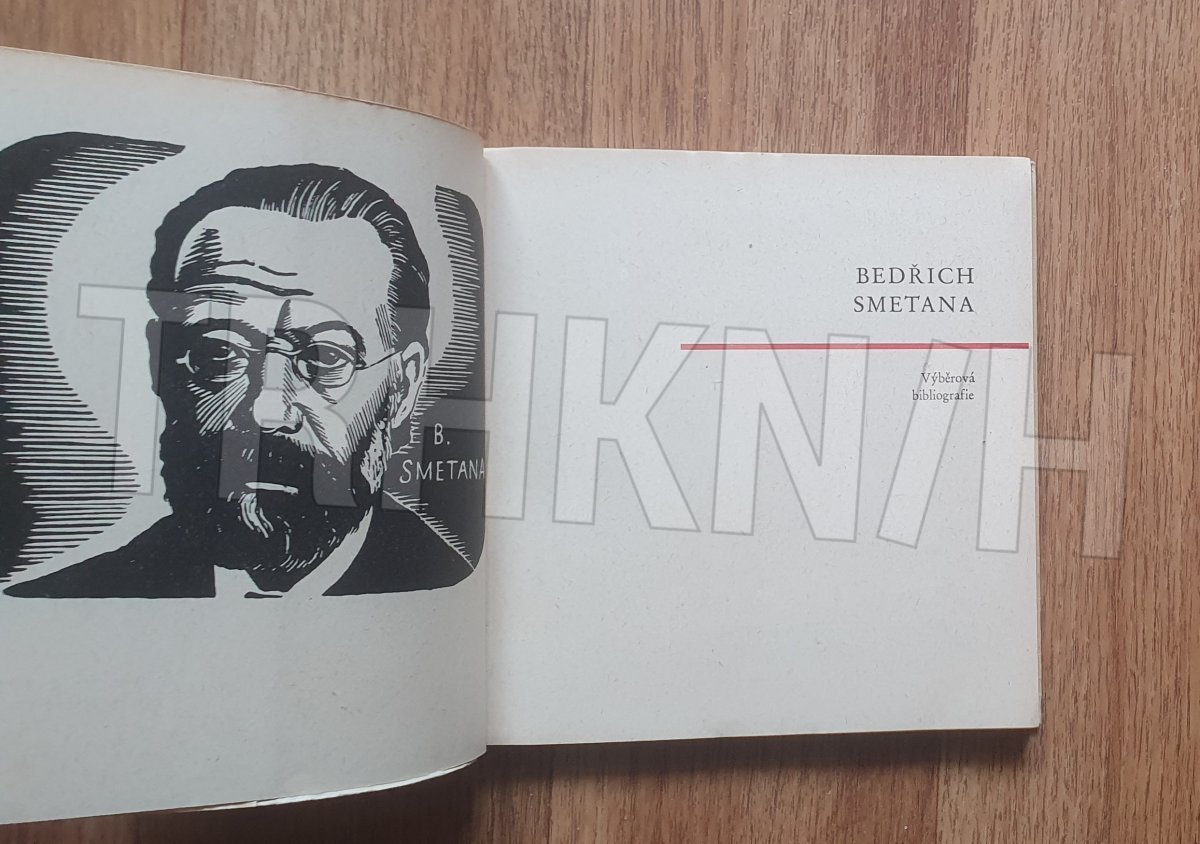 B.
SMETANA
BEDŘICH
SMETANA
Výběrová
bibliografie
TRHKNIH